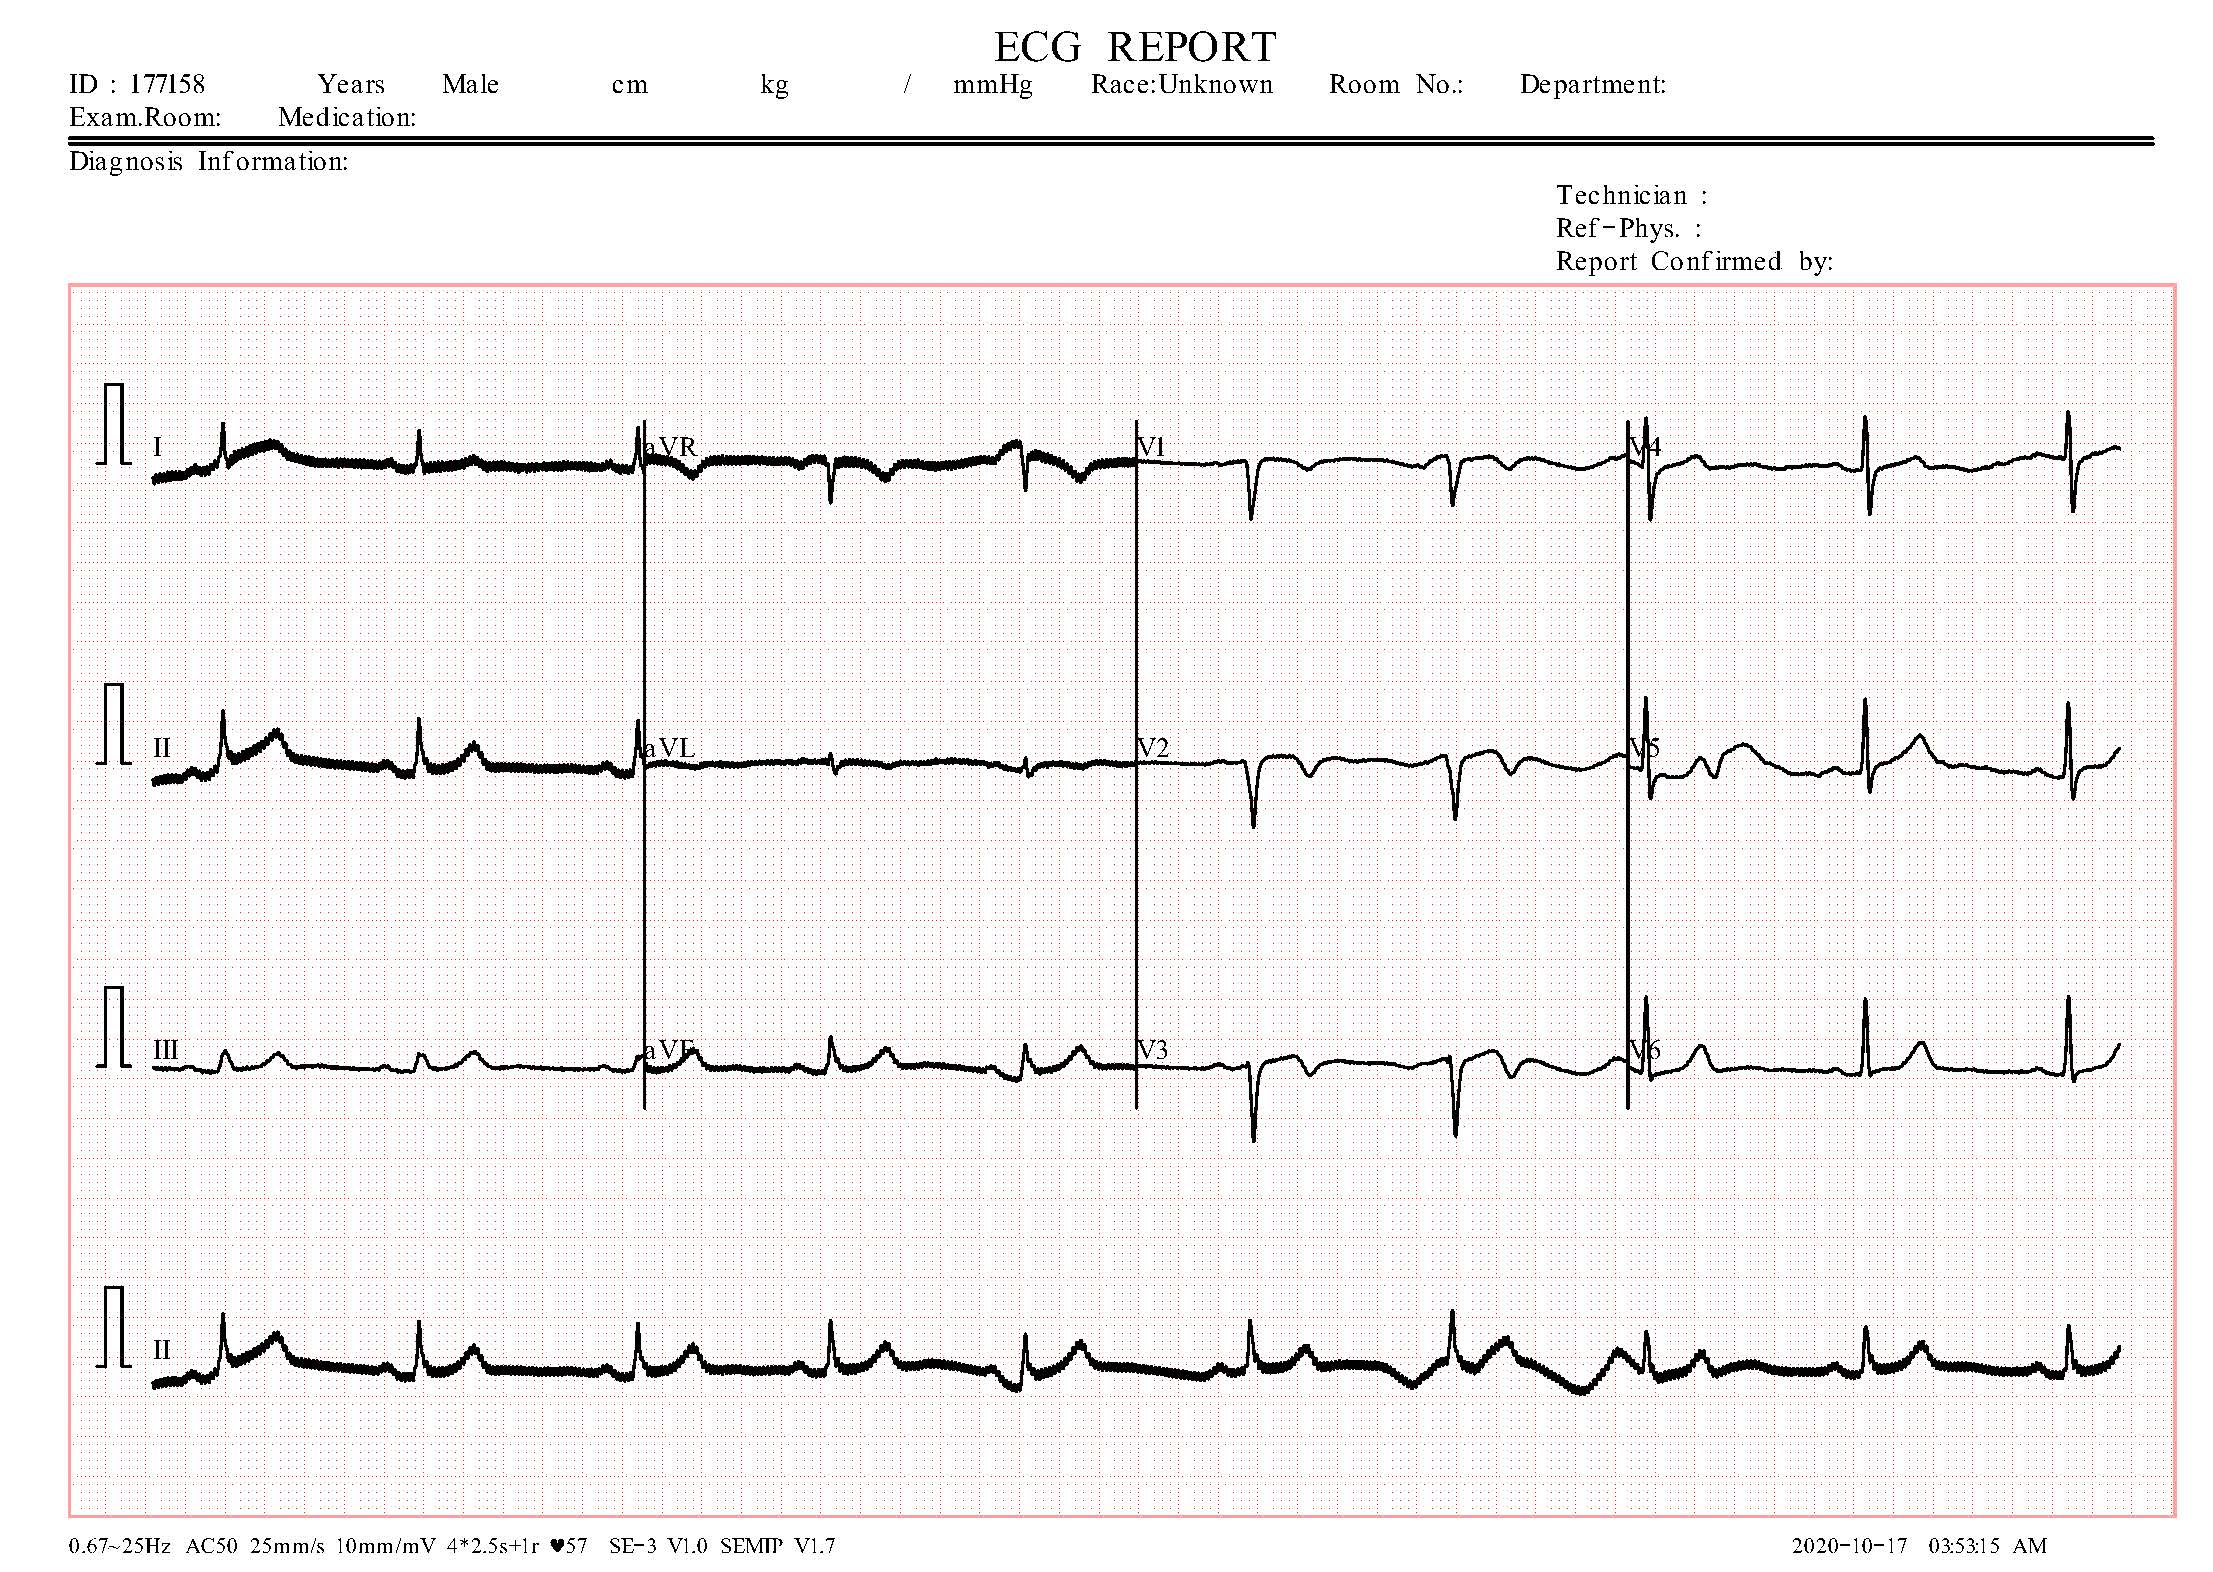 ECG REPORT
ID : 177158 Years Male cm kg / mmHg Race:Unknown Room No.: Department:
Exam.Room: Medication:
Diagnosis Information:
Technician :
Ref-Phys. :
Report Confirmed by:
I aVR V1 V4
II aVL V2 V5
III aVF V3 V6
II
0.67~25Hz AC50 25mm/s 10mm/mV 4*2.5s+1r ♥57 SE-3 V1.0 SEMIP V1.7 2020-10-17 03:53:15 AM